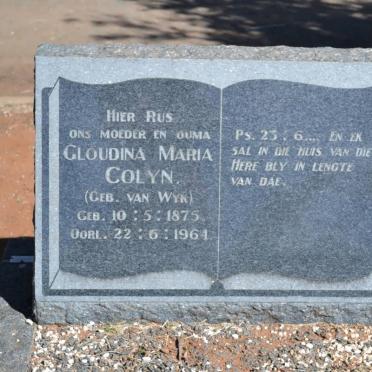 HIER RUS
ONS MOEDER EN OUMA
GLOUDINA MARIA
COLYN.
(GEB. VAN WYK)
GEB. 10:5:1875.
OORL. 22:6:1964
PS. 23:6.... EN EK
SAL IN DIE HUIS VAN DIE
HERE BLY IN LENGTE
VAN DAE.